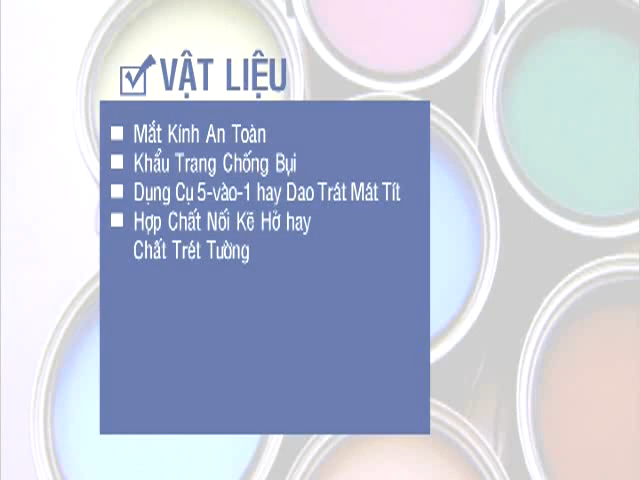 VẬT LIỆU
Mắt Kính An Toàn
Khẩu Trang Chống Bụi
Dụng Cụ 5-vào-1 hay Dao Trát Mát Tít
Hợp Chất Nối Kẽ Hở hay
Chất Trét Tường